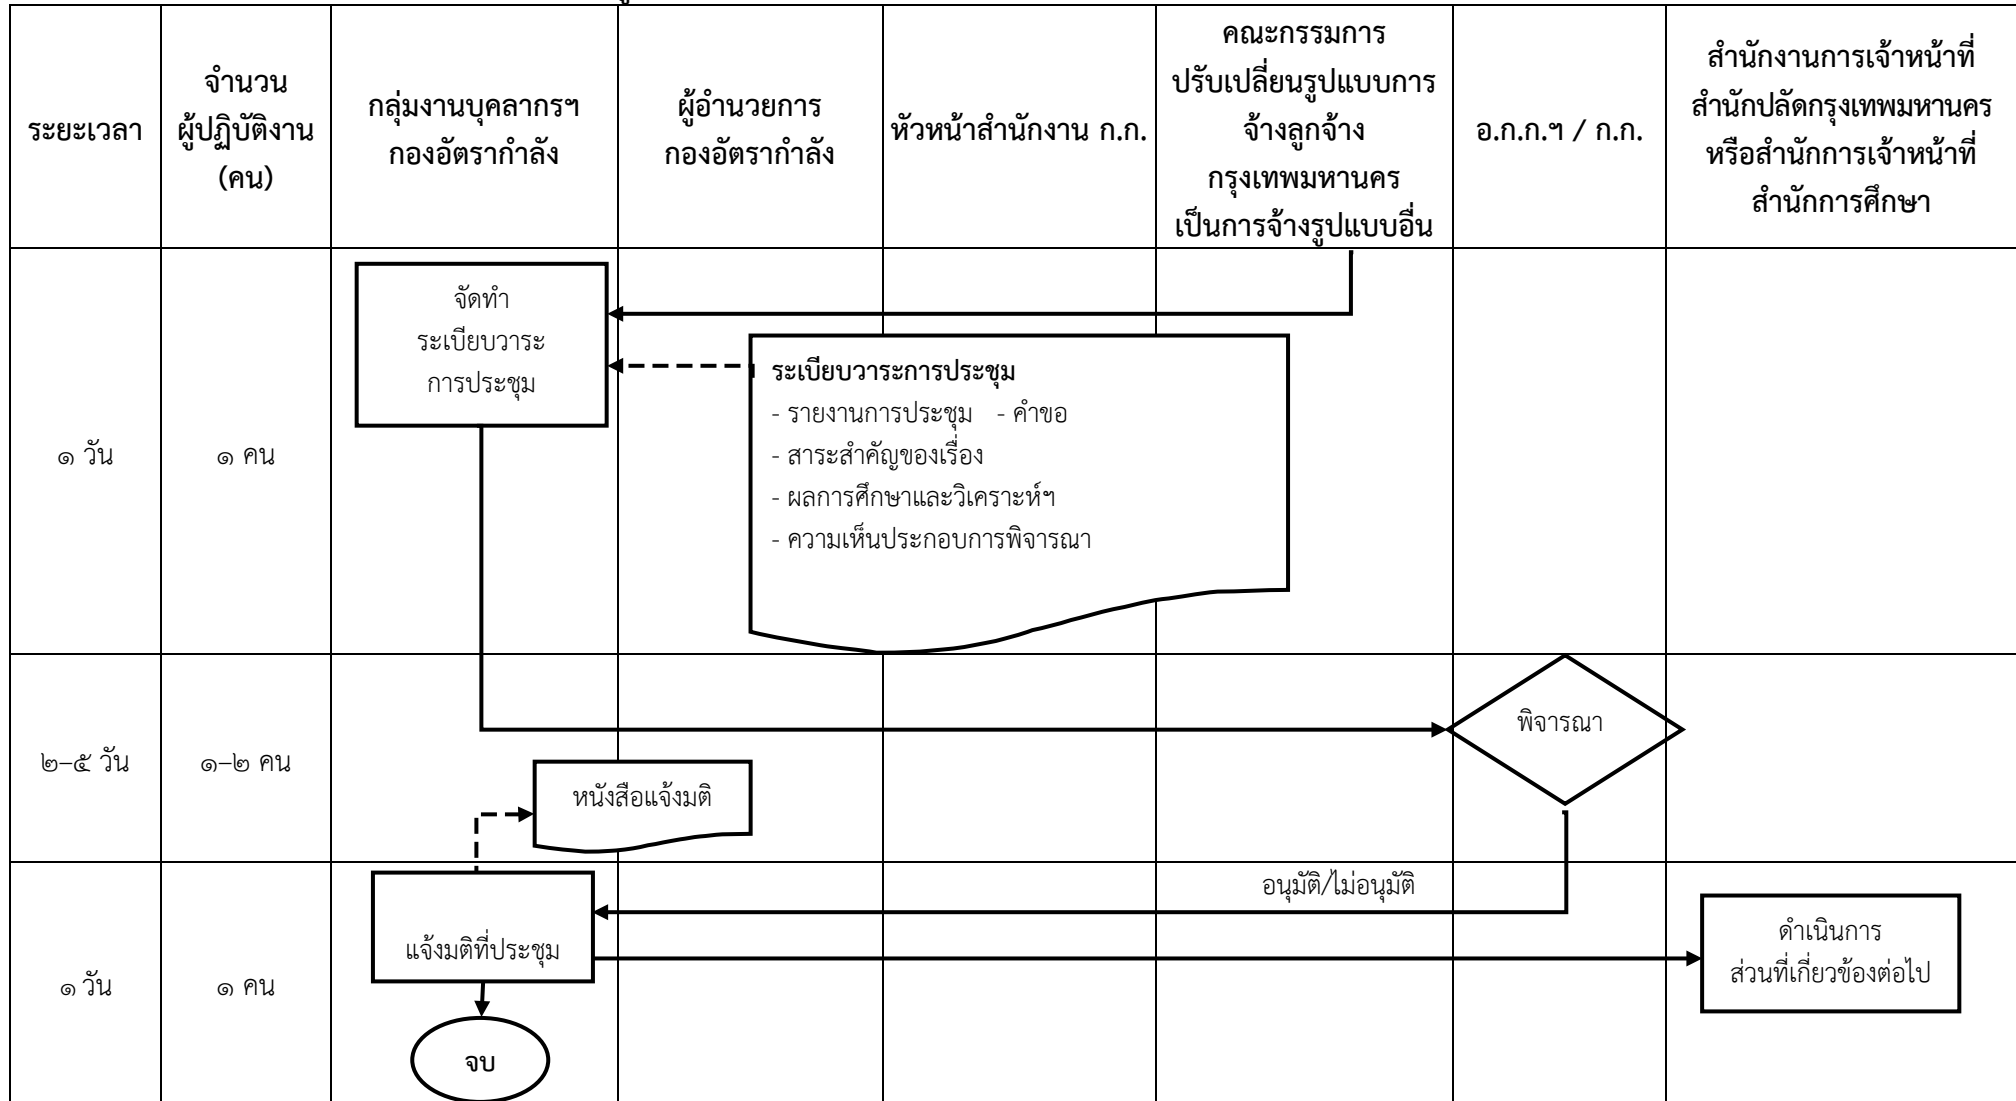 ระยะเวลา
จำนวน
ผู้ปฏิบัติงาน
(คน)
กลุ่มงานบุคลากรฯ
กองอัตรากำลัง
ผู้อำนวยการ
กองอัตรากำลัง
หัวหน้าสำนักงาน ก.ก.
คณะกรรมการ
ปรับเปลี่ยนรูปแบบการ
จ้างลูกจ้าง
กรุงเทพมหานคร
เป็นการจ้างรูปแบบอื่น
อ.ก.ก.ฯ / ก.ก.
สำนักงานการเจ้าหน้าที่
สำนักปลัดกรุงเทพมหานคร
หรือสำนักการเจ้าหน้าที่
สำนักการศึกษา
๑ วัน
๑ คน
จัดทำ
ระเบียบวาระ
การประชุม
ระเบียบวาระการประชุม
- รายงานการประชุม - คำขอ
- สาระสำคัญของเรื่อง
- ผลการศึกษาและวิเคราะห์ฯ
- ความเห็นประกอบการพิจารณา
๒–๕ วัน
๑–๒ คน
พิจารณา
หนังสือแจ้งมติ
๑ วัน
๑ คน
อนุมัติ/ไม่อนุมัติ
แจ้งมติที่ประชุม
ดำเนินการ
ส่วนที่เกี่ยวข้องต่อไป
จบ